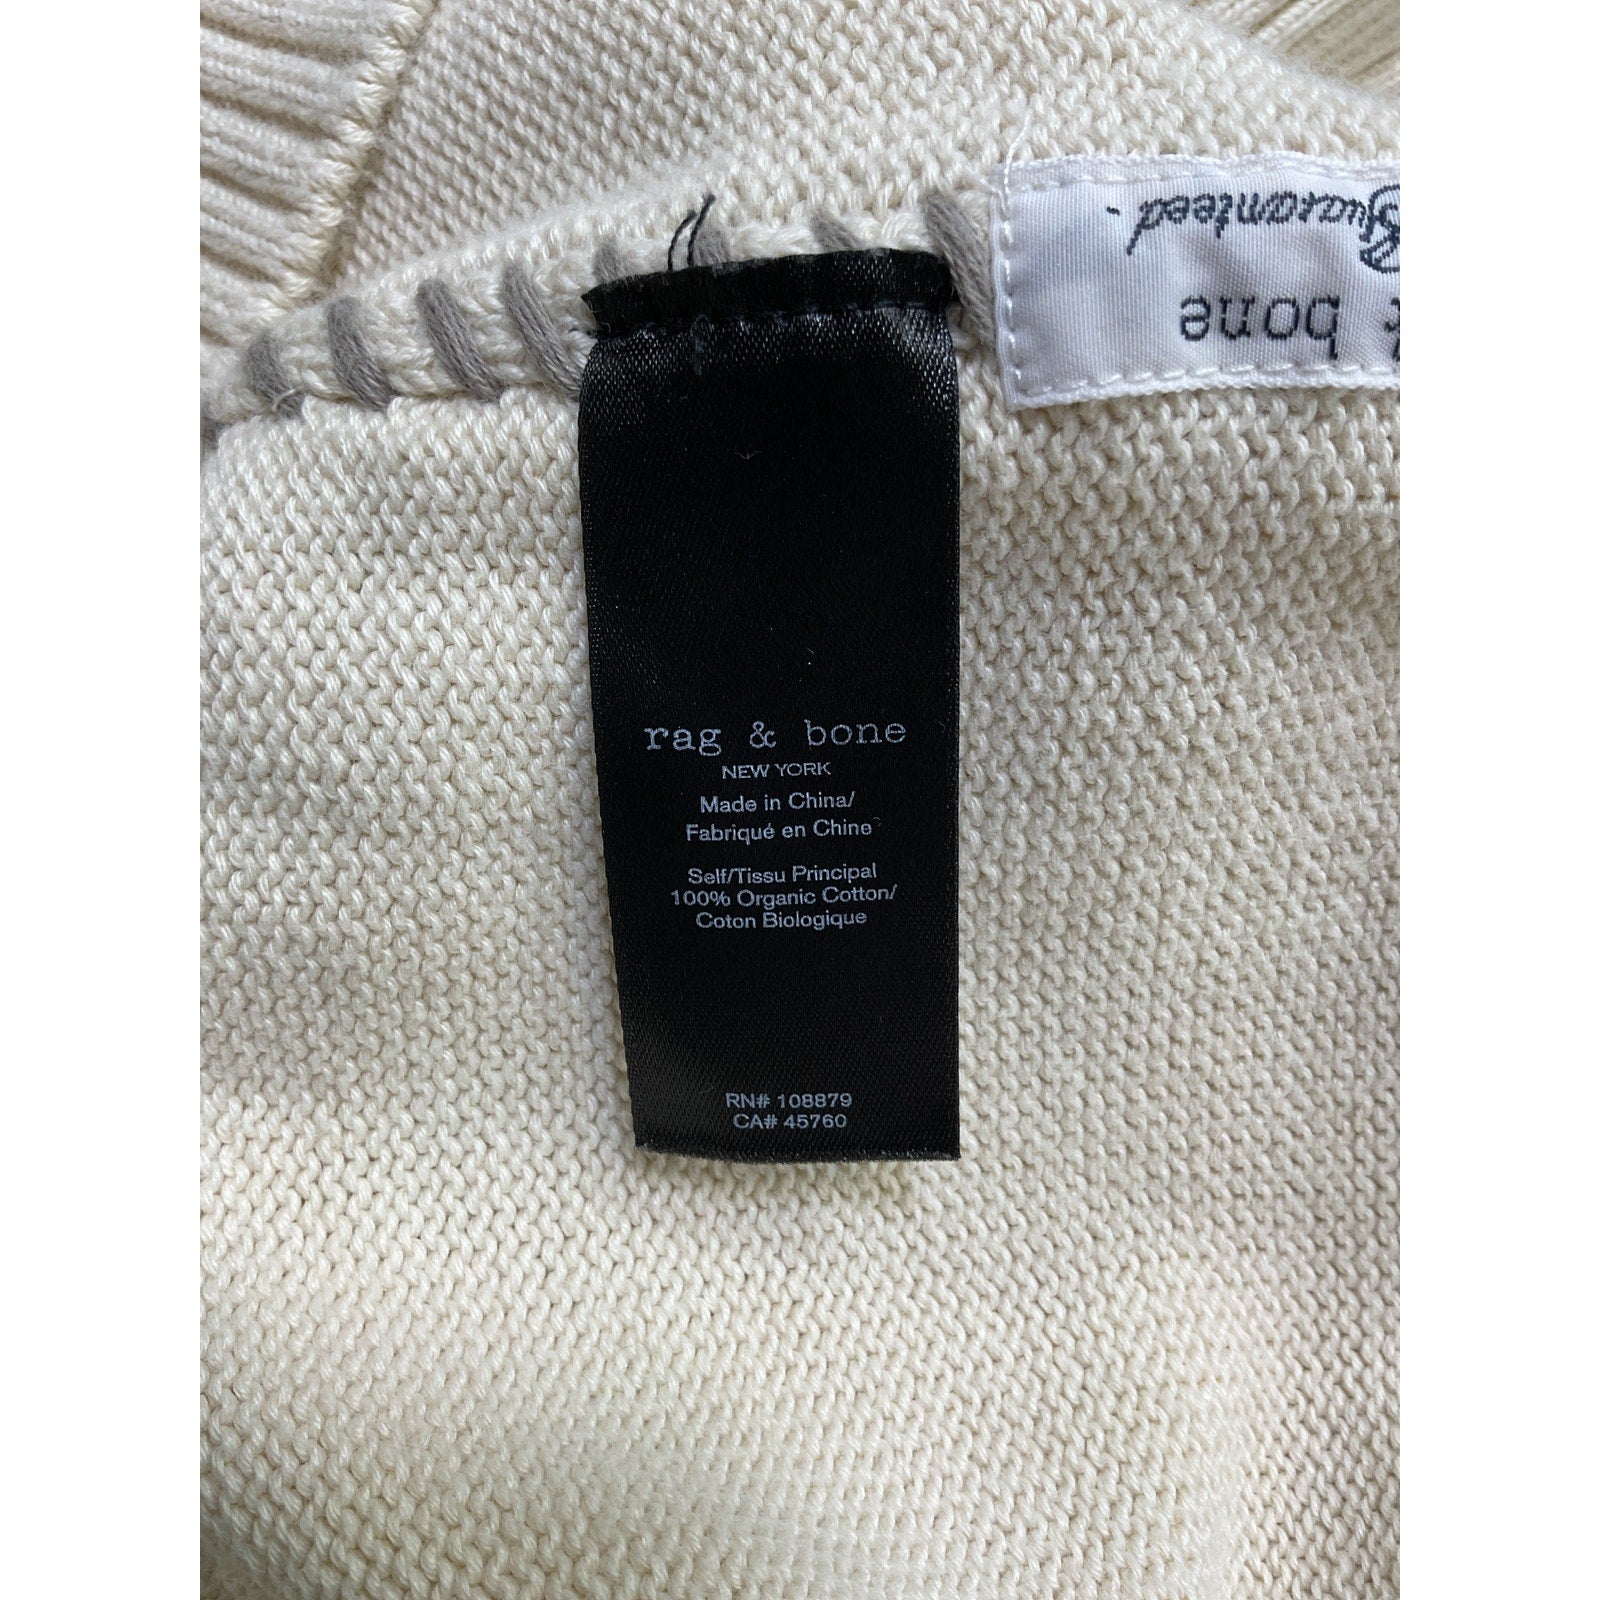 Guaranteed
bone
rag & bone
NEW YORK
Made in China/
Fabriqué en Chine
Self/Tissu Principal
100% Organic Cotton/
Coton Biologique
RN# 108879
CA# 45760